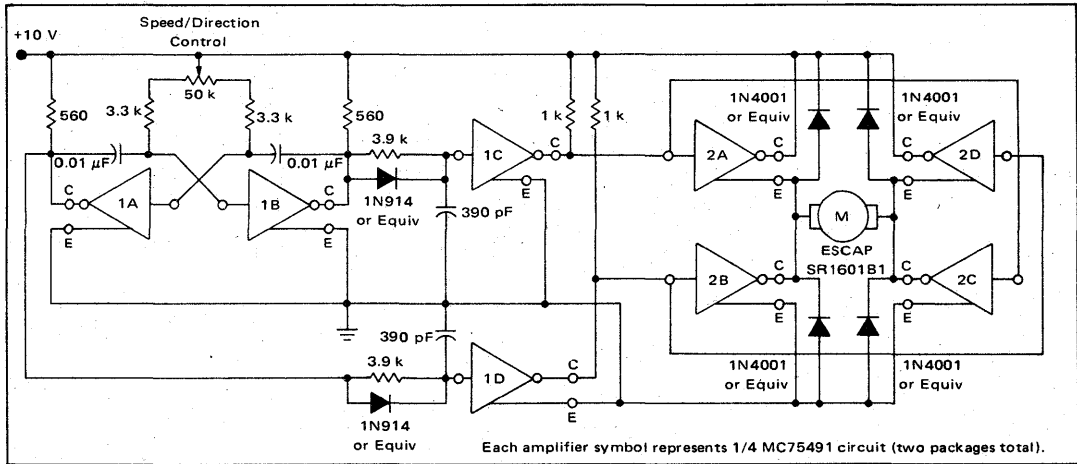 Speed/Direction
Control
+10 V
50 k
560
3.3 k
3.3 k
560
0.01 µF
0.01 µF
3.9 k
1N914
or Equiv
390 pF
1 k
1 k
C
1A
E
1B
C
E
1C
C
E
1N4001
or Equiv
1N4001
or Equiv
2A
C
E
C
2D
E
M
ESCAP
SR1601B1
2B
C
E
C
2C
E
390 pF
3.9 k
1N914
or Equiv
1D
C
E
1N4001
or Equiv
1N4001
or Equiv
Each amplifier symbol represents 1/4 MC75491 circuit (two packages total).